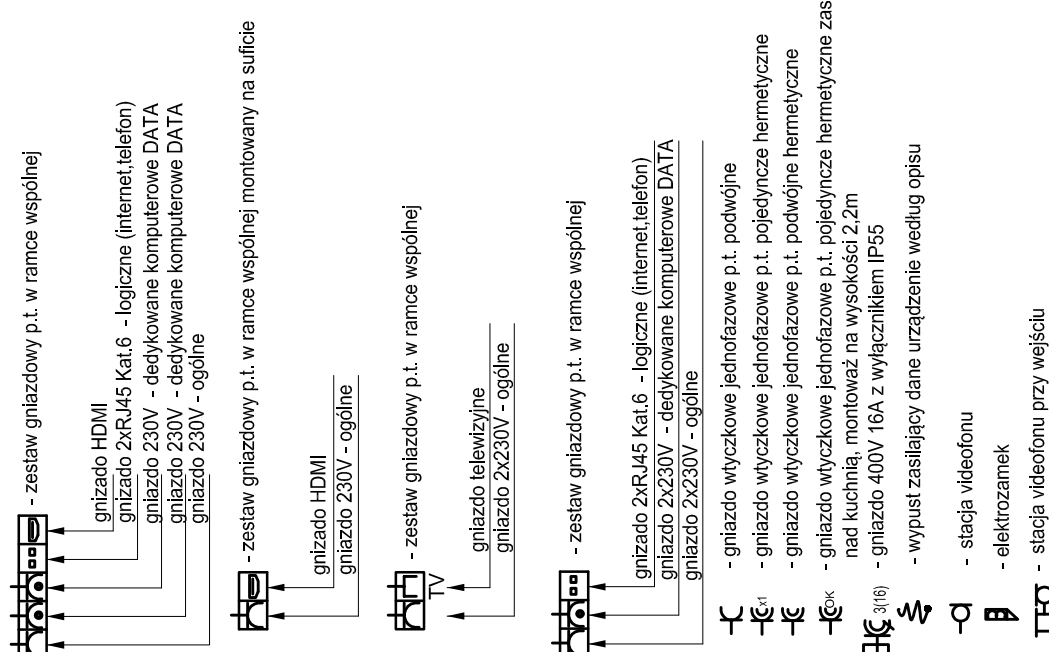 - zestaw gniazdowy p.t. w ramce wspólnej
gnizado HDMI
gnizado 2xRJ45 Kat.6 - logiczne (internet,telefon)
gniazdo 230V - dedykowane komputerowe DATA
gniazdo 230V - dedykowane komputerowe DATA
gniazdo 230V - ogólne
- zestaw gniazdowy p.t. w ramce wspólnej montowany na suficie
gnizado HDMI
gniazdo 230V - ogólne
TV
- zestaw gniazdowy p.t. w ramce wspólnej
gniazdo telewizyjne
gniazdo 2x230V - ogólne
- zestaw gniazdowy p.t. w ramce wspólnej
gnizado 2xRJ45 Kat.6 - logiczne (internet,telefon)
gniazdo 2x230V - dedykowane komputerowe DATA
gniazdo 2x230V - ogólne
- gniazdo wtyczkowe jednofazowe p.t. podwójne
x1 - gniazdo wtyczkowe jednofazowe p.t. pojedyncze hermetyczne
- gniazdo wtyczkowe jednofazowe p.t. podwójne hermetyczne
OK - gniazdo wtyczkowe jednofazowe p.t. pojedyncze hermetyczne zas
nad kuchnią, montować na wysokości 2,2m
3(16) - gniazdo 400V 16A z wyłącznikiem IP55
- wypust zasilający dane urządzenie według opisu
- stacja videofonu
- elektrozamek
- stacja videofonu przy wejściu